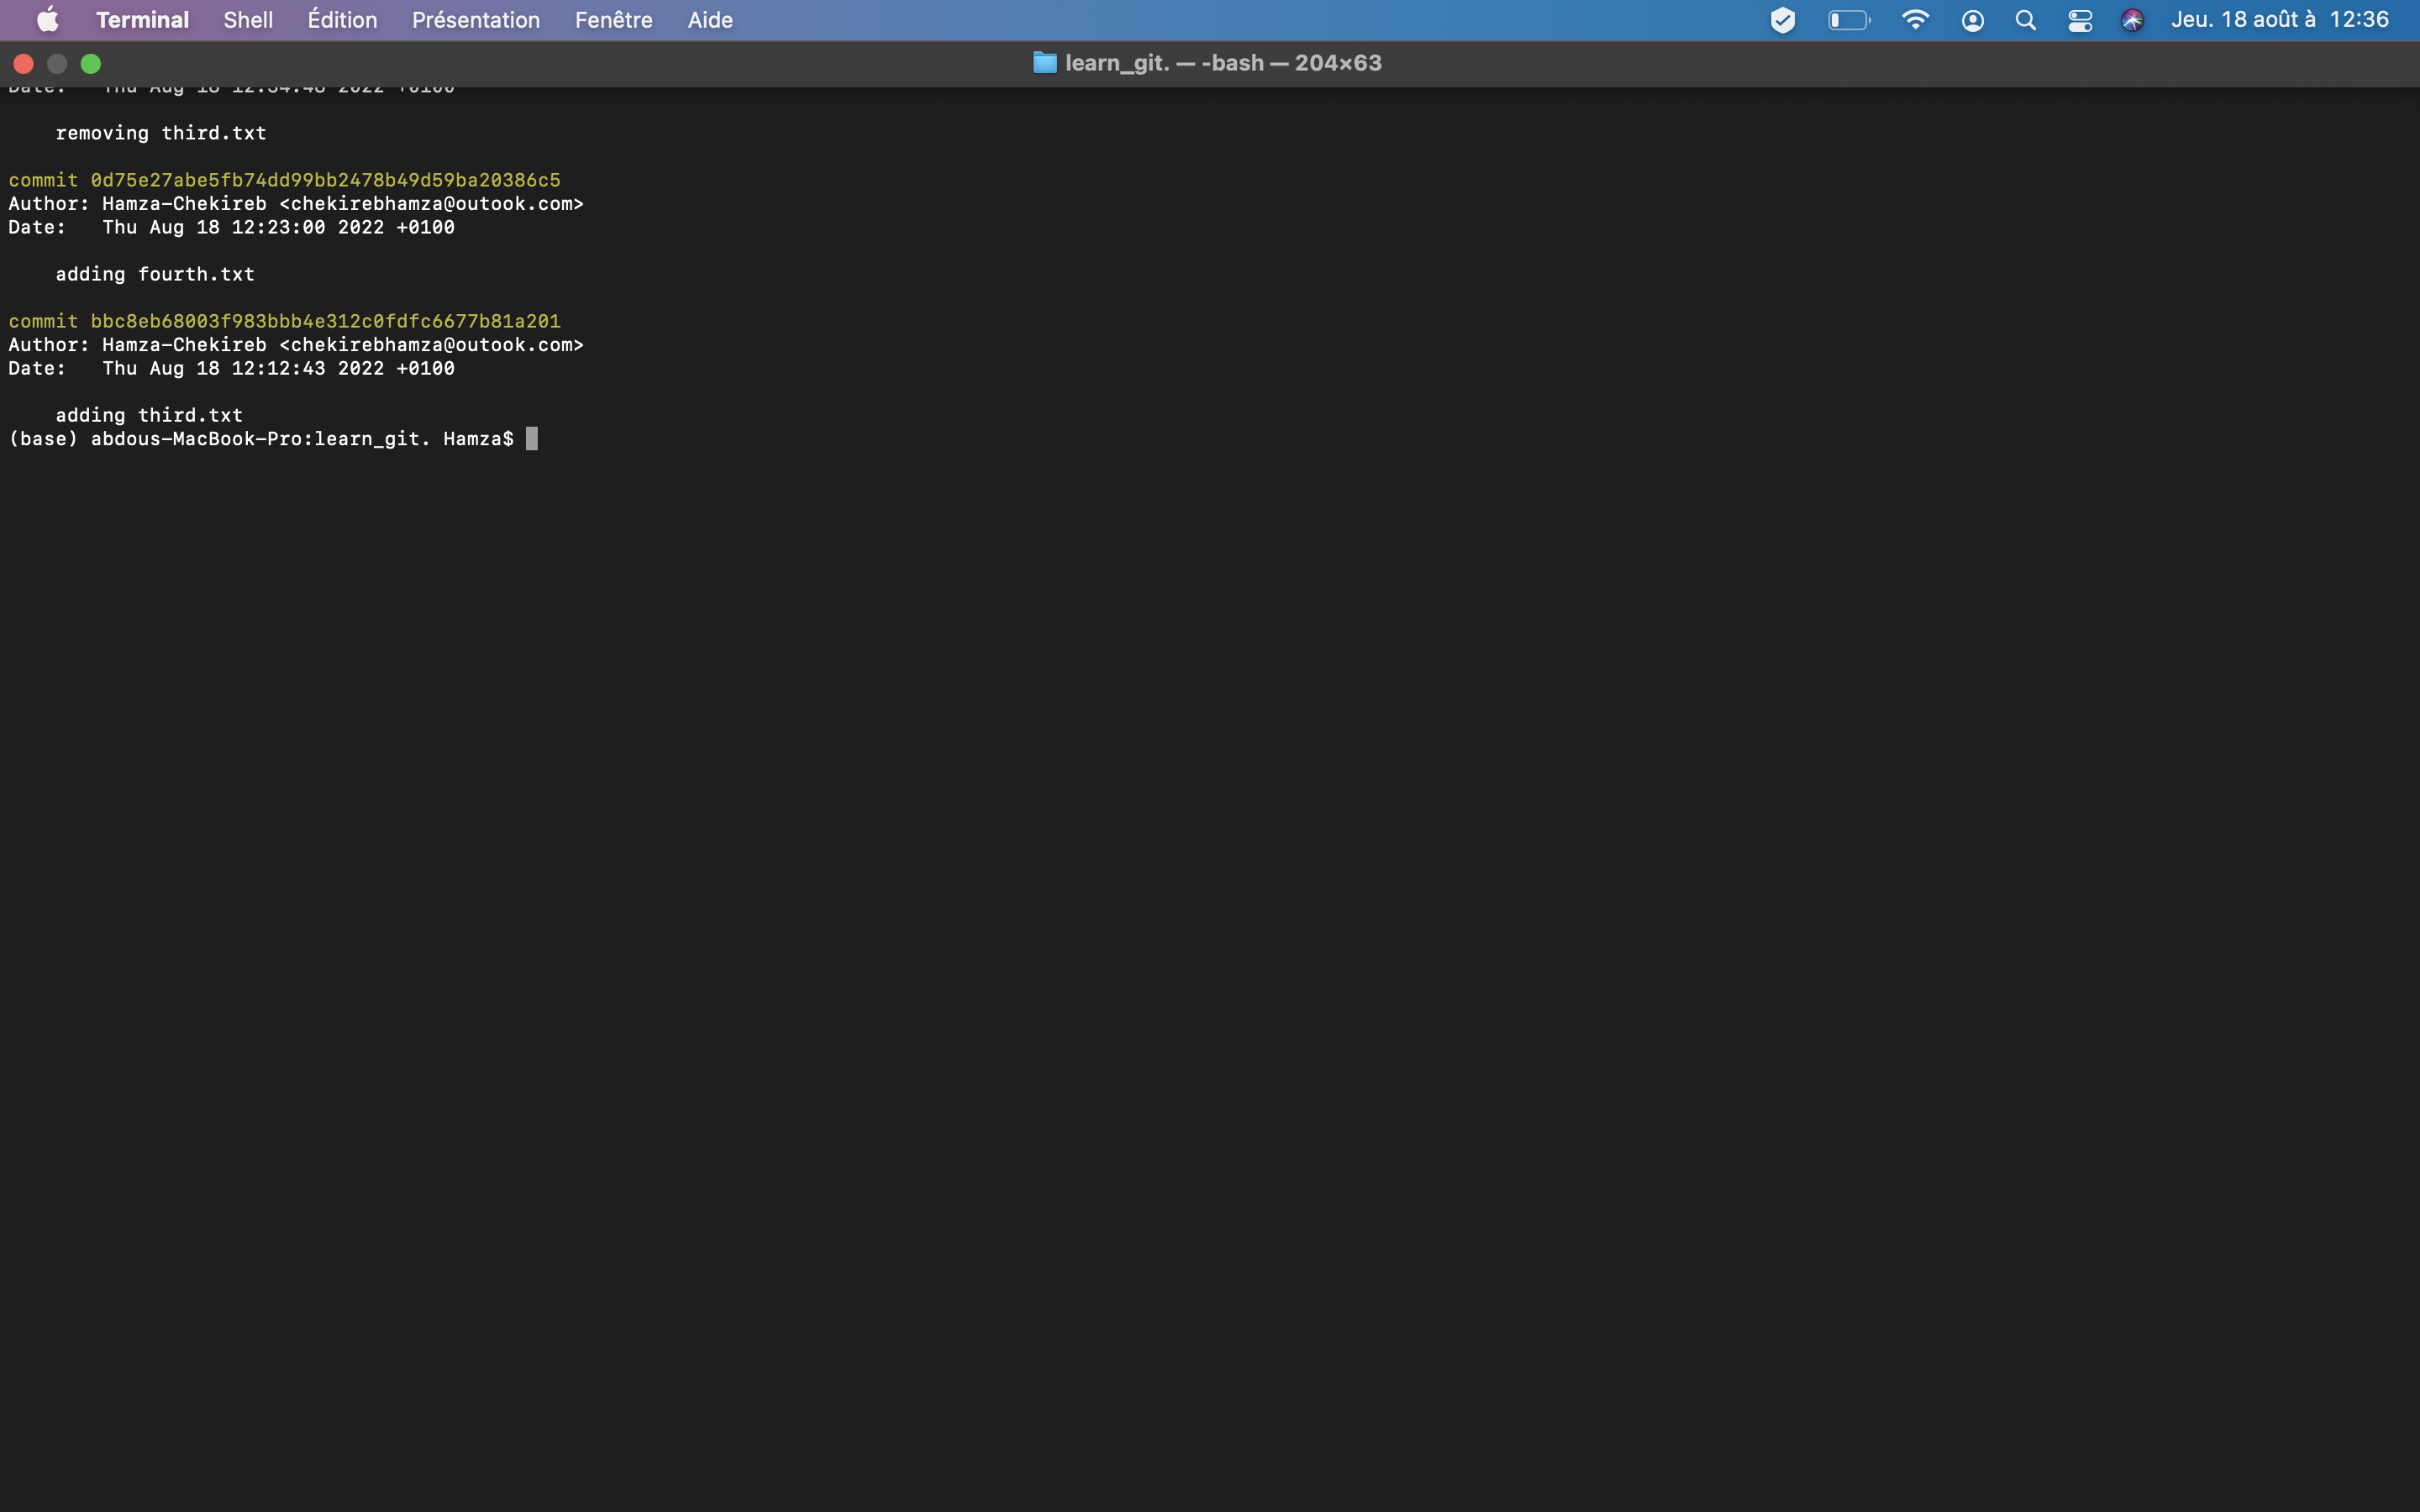 Terminal Shell Édition Présentation Fenêtre Aide Jeu. 18 août à 12:36
learn_git. — -bash — 204×63
Date:   Thu Aug 18 12:34:48 2022 +0100
    removing third.txt
commit 0d75e27abe5fb74dd99bb2478b49d59ba20386c5
Author: Hamza-Chekireb <chekirebhamza@outook.com>
Date:   Thu Aug 18 12:23:00 2022 +0100
    adding fourth.txt
commit bbc8eb68003f983bbb4e312c0fdfc6677b81a201
Author: Hamza-Chekireb <chekirebhamza@outook.com>
Date:   Thu Aug 18 12:12:43 2022 +0100
    adding third.txt
(base) abdous-MacBook-Pro:learn_git. Hamza$